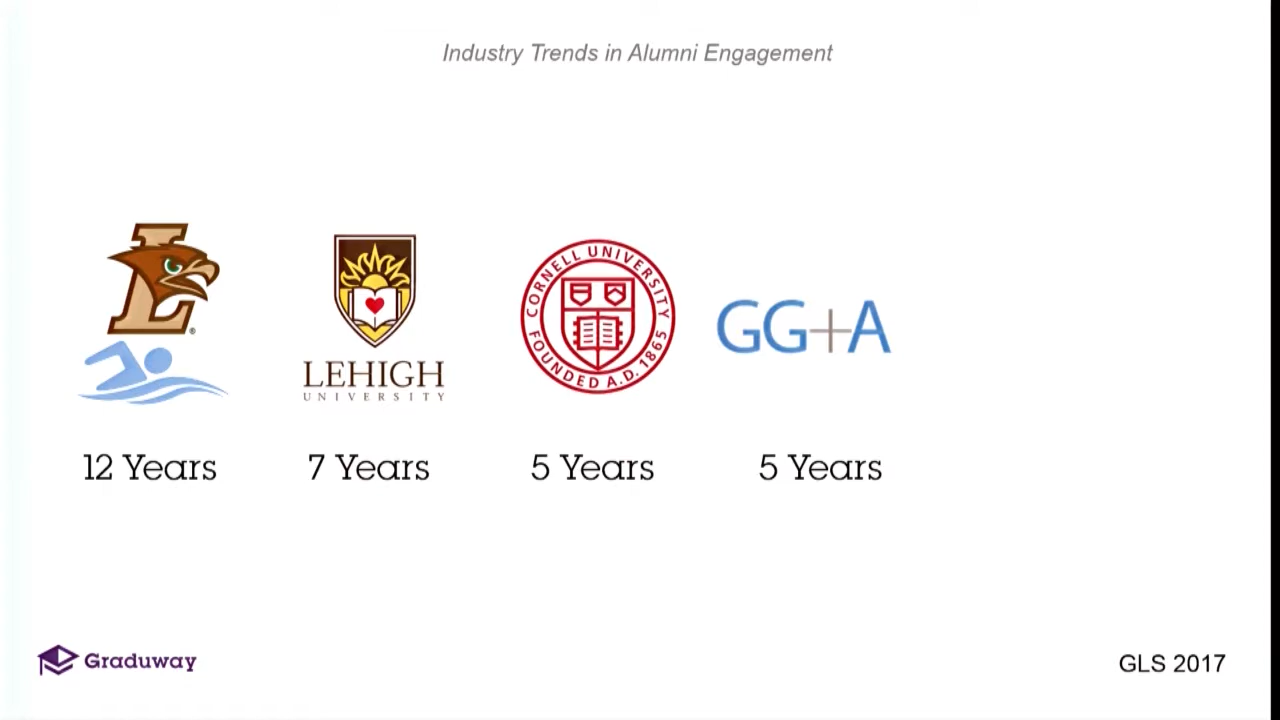 Industry Trends in Alumni Engagement
L
LEHIGH
UNIVERSITY
CORNELL UNIVERSITY
FOUNDED A.D. 1865
GG+A
12 Years
7 Years
5 Years
5 Years
Graduway
GLS 2017